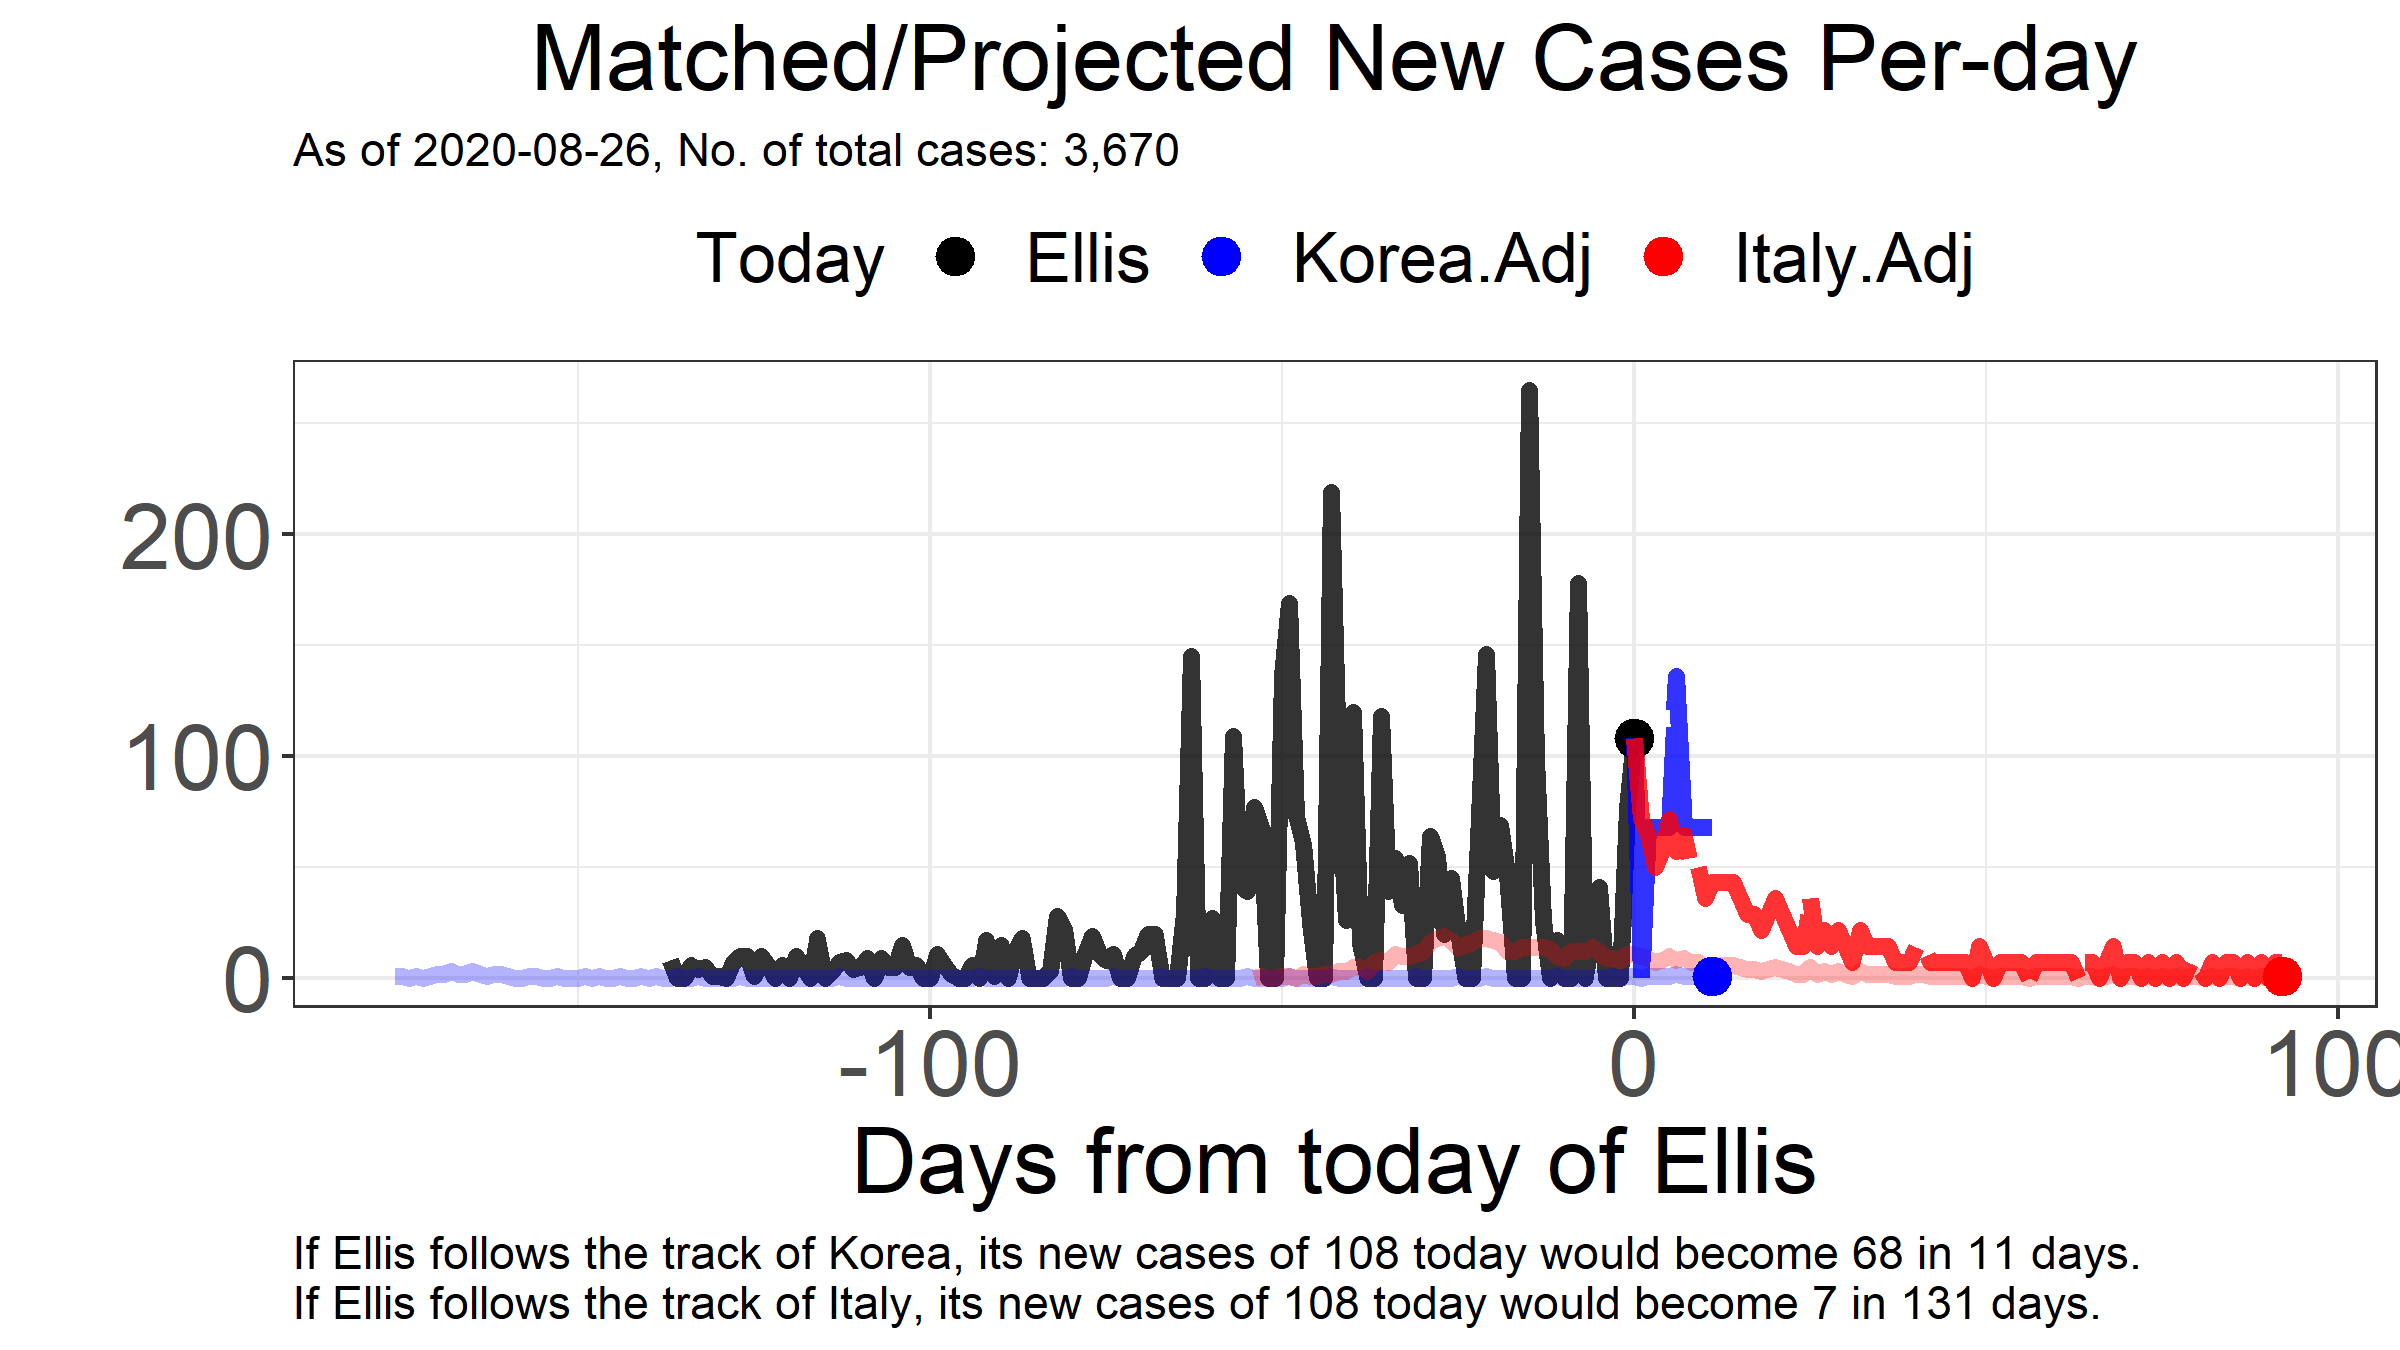 Matched/Projected New Cases Per-day
As of 2020-08-26, No. of total cases: 3,670
Today Ellis Korea.Adj Italy.Adj
200
100
0
-100 0 100
Days from today of Ellis
If Ellis follows the track of Korea, its new cases of 108 today would become 68 in 11 days.
If Ellis follows the track of Italy, its new cases of 108 today would become 7 in 131 days.